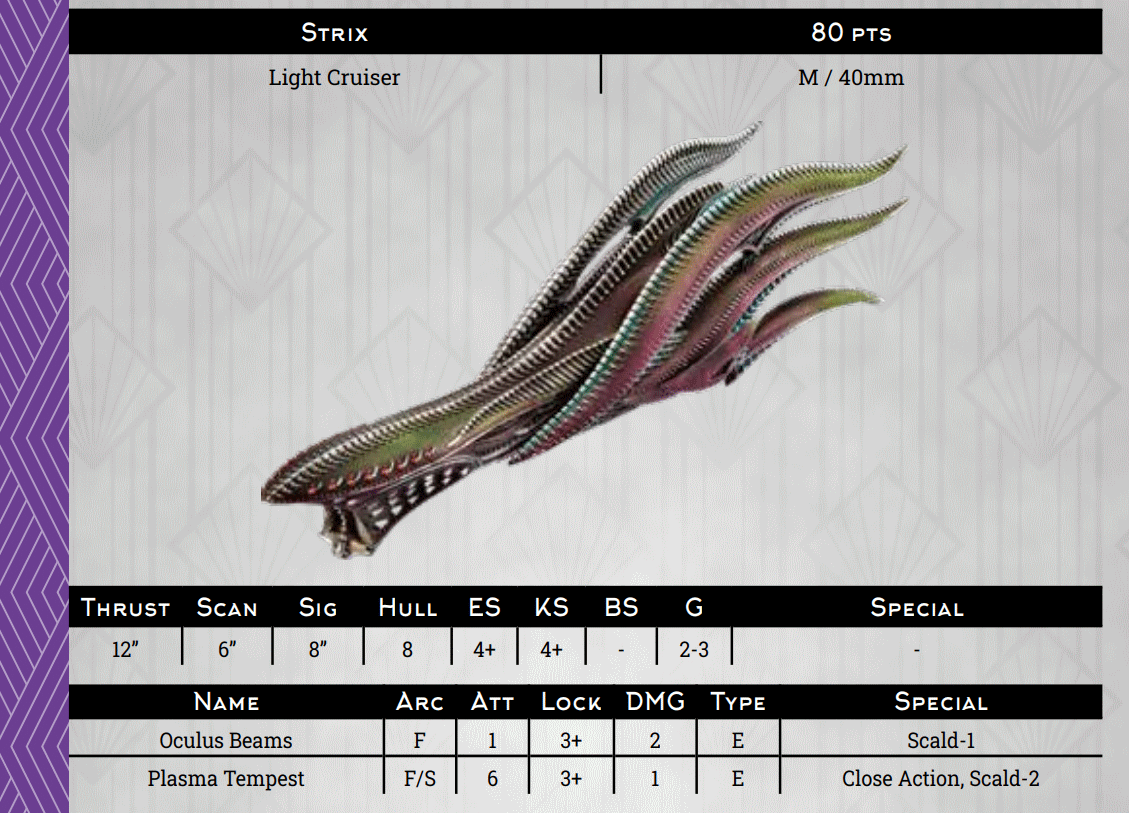 Strix 80 pts
Light Cruiser M / 40mm
Thrust Scan Sig Hull ES KS BS G Special
12” 6” 8” 8 4+ 4+ - 2-3 -
Name Arc Att Lock DMG Type Special
Oculus Beams F 1 3+ 2 E Scald-1
Plasma Tempest F/S 6 3+ 1 E Close Action, Scald-2